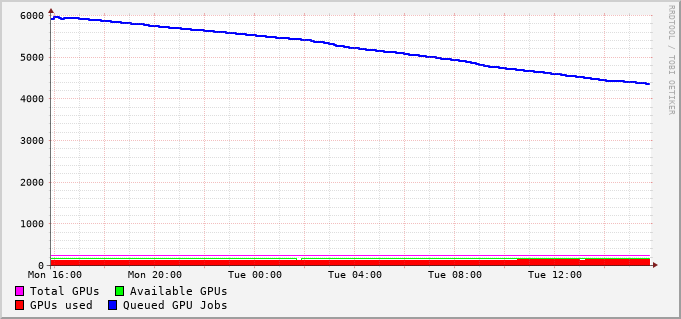 6000
5000
4000
3000
2000
1000
0
Mon 16:00 Mon 20:00 Tue 00:00 Tue 04:00 Tue 08:00 Tue 12:00
Total GPUs Available GPUs
GPUs used Queued GPU Jobs
RRDTOOL / TOBI OETIKER